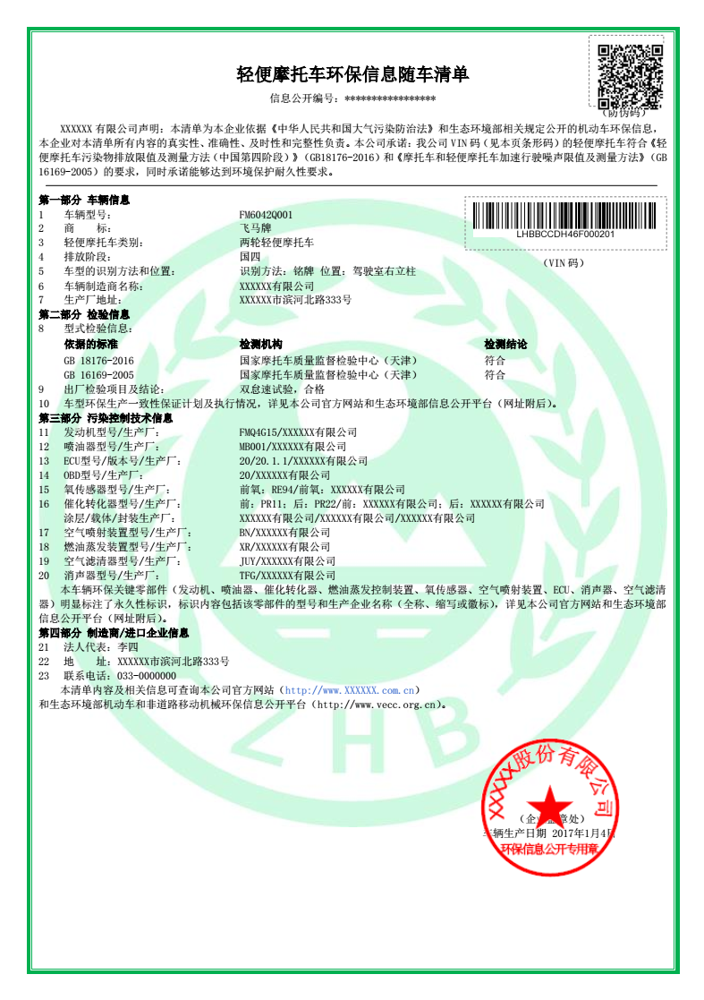 轻便摩托车环保信息随车清单
信息公开编号：*****************
（防伪码）
XXXXXX 有限公司声明：本清单为本企业依据《中华人民共和国大气污染防治法》和生态环境部相关规定公开的机动车环保信息，
本企业对本清单所有内容的真实性、准确性、及时性和完整性负责。本公司承诺：我公司 VIN 码（见本页条形码）的轻便摩托车符合《轻
便摩托车污染物排放限值及测量方法（中国第四阶段）》（GB18176-2016）和《摩托车和轻便摩托车加速行驶噪声限值及测量方法》（GB
16169-2005）的要求，同时承诺能够达到环境保护耐久性要求。
第一部分 车辆信息
1 车辆型号： FM6042Q001
2 商 标： 飞马牌
3 轻便摩托车类别： 两轮轻便摩托车
4 排放阶段： 国四
5 车型的识别方法和位置： 识别方法：铭牌 位置：驾驶室右立柱
6 车辆制造商名称： XXXXXX有限公司
7 生产厂地址： XXXXXX市滨河北路333号
LHBBCCDH46F000201
（VIN 码）
第二部分 检验信息
8 型式检验信息：
依据的标准 检测机构 检测结论
GB 18176-2016 国家摩托车质量监督检验中心（天津） 符合
GB 16169-2005 国家摩托车质量监督检验中心（天津） 符合
9 出厂检验项目及结论： 双怠速试验，合格
10 车型环保生产一致性保证计划及执行情况，详见本公司官方网站和生态环境部信息公开平台（网址附后）。
第三部分 污染控制技术信息
11 发动机型号/生产厂： FMQ4G15/XXXXXX有限公司
12 喷油器型号/生产厂： MB001/XXXXXX有限公司
13 ECU型号/版本号/生产厂： 20/20.1.1/XXXXXX有限公司
14 OBD型号/生产厂： 20/XXXXXX有限公司
15 氧传感器型号/生产厂： 前氧：RE94/前氧：XXXXXX有限公司
16 催化转化器型号/生产厂： 前：PR11；后：PR22/前：XXXXXX有限公司；后：XXXXXX有限公司
涂层/载体/封装生产厂： XXXXXX有限公司/XXXXXX有限公司/XXXXXX有限公司
17 空气喷射装置型号/生产厂： BN/XXXXXX有限公司
18 燃油蒸发装置型号/生产厂： XR/XXXXXX有限公司
19 空气滤清器型号/生产厂： JUY/XXXXXX有限公司
20 消声器型号/生产厂： TFG/XXXXXX有限公司
本车辆环保关键零部件（发动机、喷油器、催化转化器、燃油蒸发控制装置、氧传感器、空气喷射装置、ECU、消声器、空气滤清
器）明显标注了永久性标识，标识内容包括该零部件的型号和生产企业名称（全称、缩写或徽标），详见本公司官方网站和生态环境部
信息公开平台（网址附后）。
第四部分 制造商/进口企业信息
21 法人代表：李四
22 地 址：XXXXXX市滨河北路333号
23 联系电话：033-0000000
本清单内容及相关信息可查询本公司官方网站（http://www.XXXXXX.com.cn）
和生态环境部机动车和非道路移动机械环保信息公开平台（http://www.vecc.org.cn）。
ZHB
XXXXX股份有限公司
（企业盖章处）
车辆生产日期 2017年1月4日
环保信息公开专用章